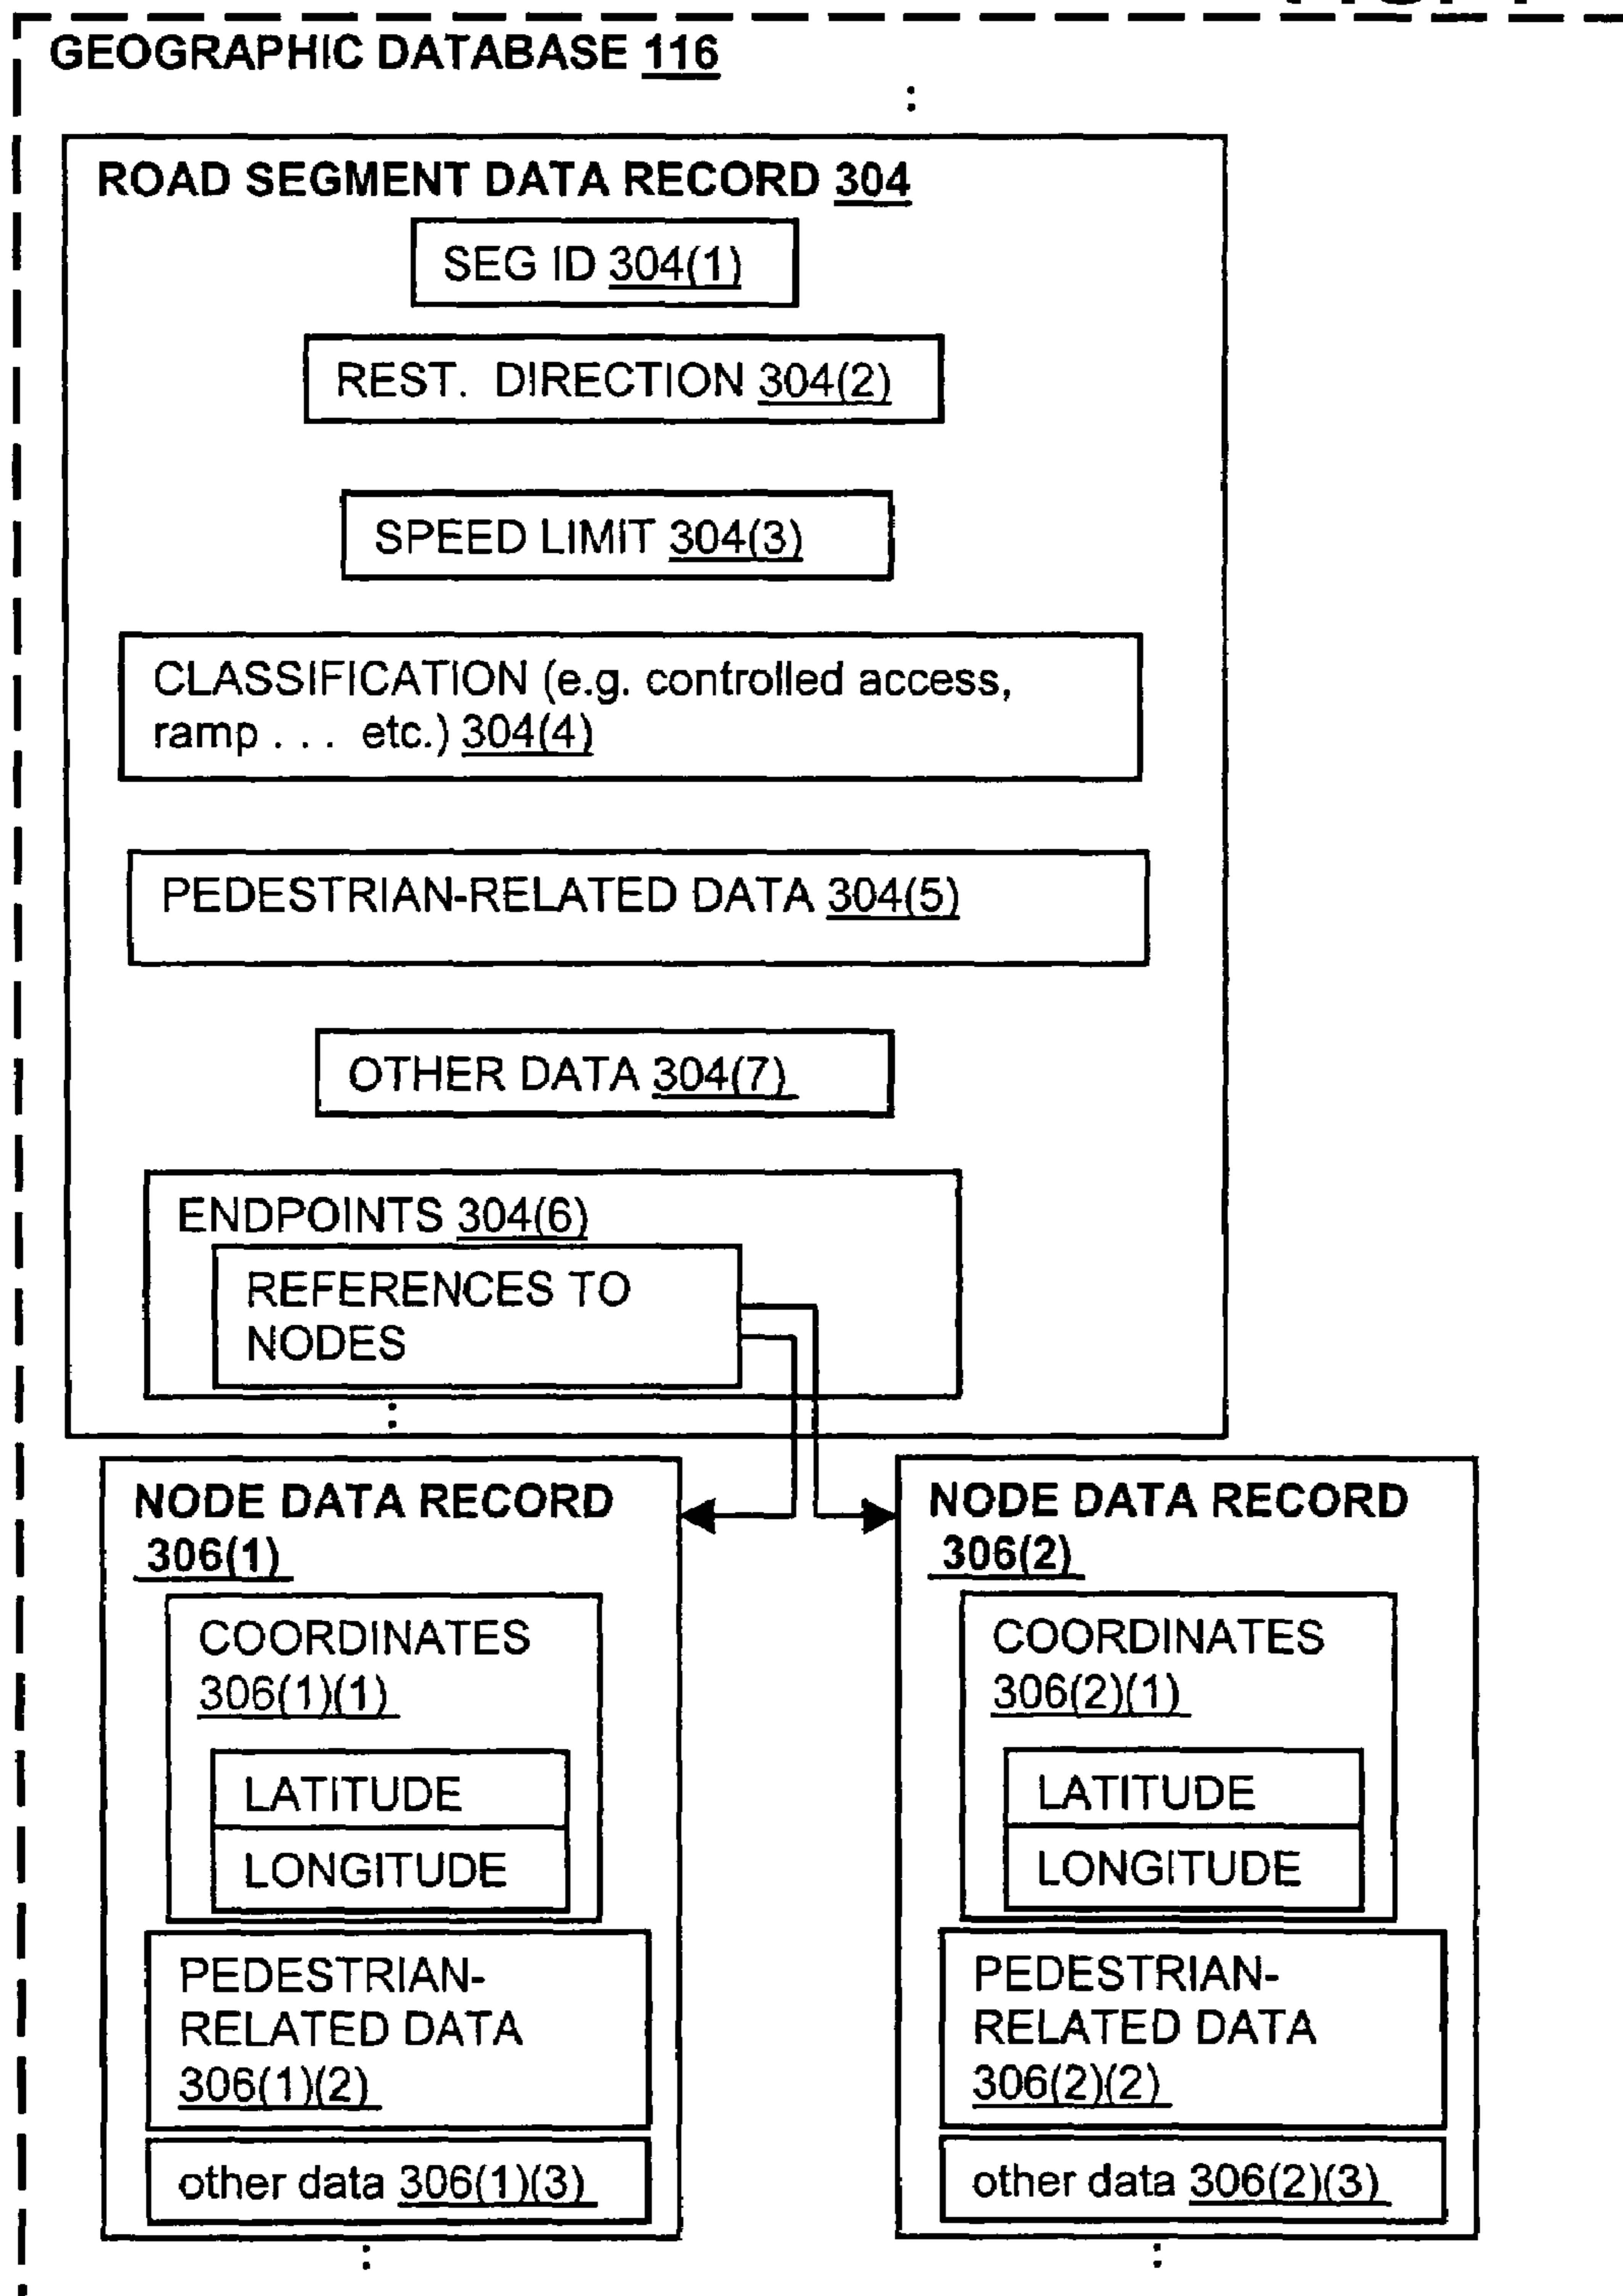 GEOGRAPHIC DATABASE 116
:
ROAD SEGMENT DATA RECORD 304
SEG ID 304(1)
REST. DIRECTION 304(2)
SPEED LIMIT 304(3)
CLASSIFICATION (e.g. controlled access,
ramp . . . etc.) 304(4)
PEDESTRIAN-RELATED DATA 304(5)
OTHER DATA 304(7)
ENDPOINTS 304(6)
REFERENCES TO
NODES
:
NODE DATA RECORD
306(1)
COORDINATES
306(1)(1)
LATITUDE
LONGITUDE
PEDESTRIAN-
RELATED DATA
306(1)(2)
other data 306(1)(3)
:
NODE DATA RECORD
306(2)
COORDINATES
306(2)(1)
LATITUDE
LONGITUDE
PEDESTRIAN-
RELATED DATA
306(2)(2)
other data 306(2)(3)
: